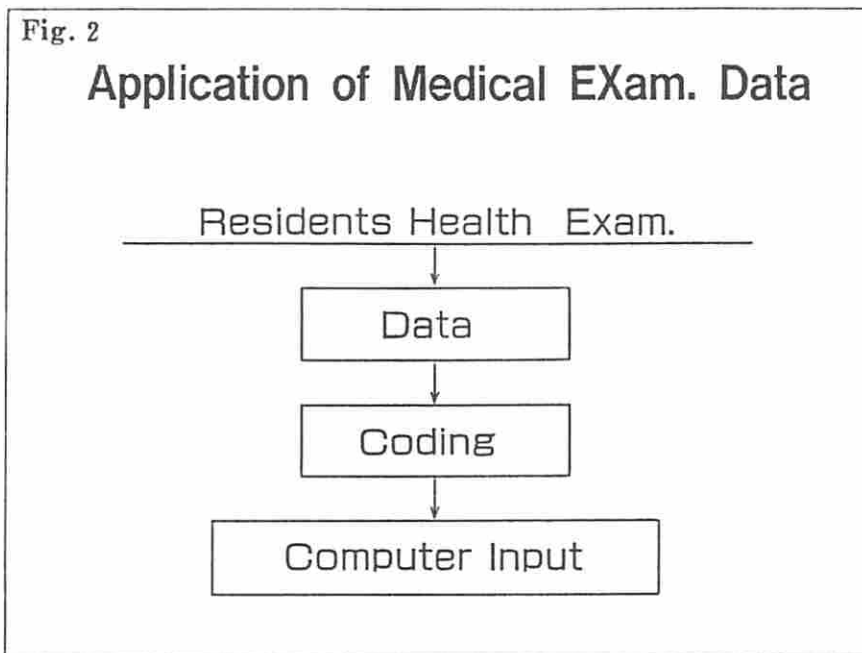 Fig. 2
Application of Medical EXam. Data
Residents Health Exam.
Data
Coding
Computer Input